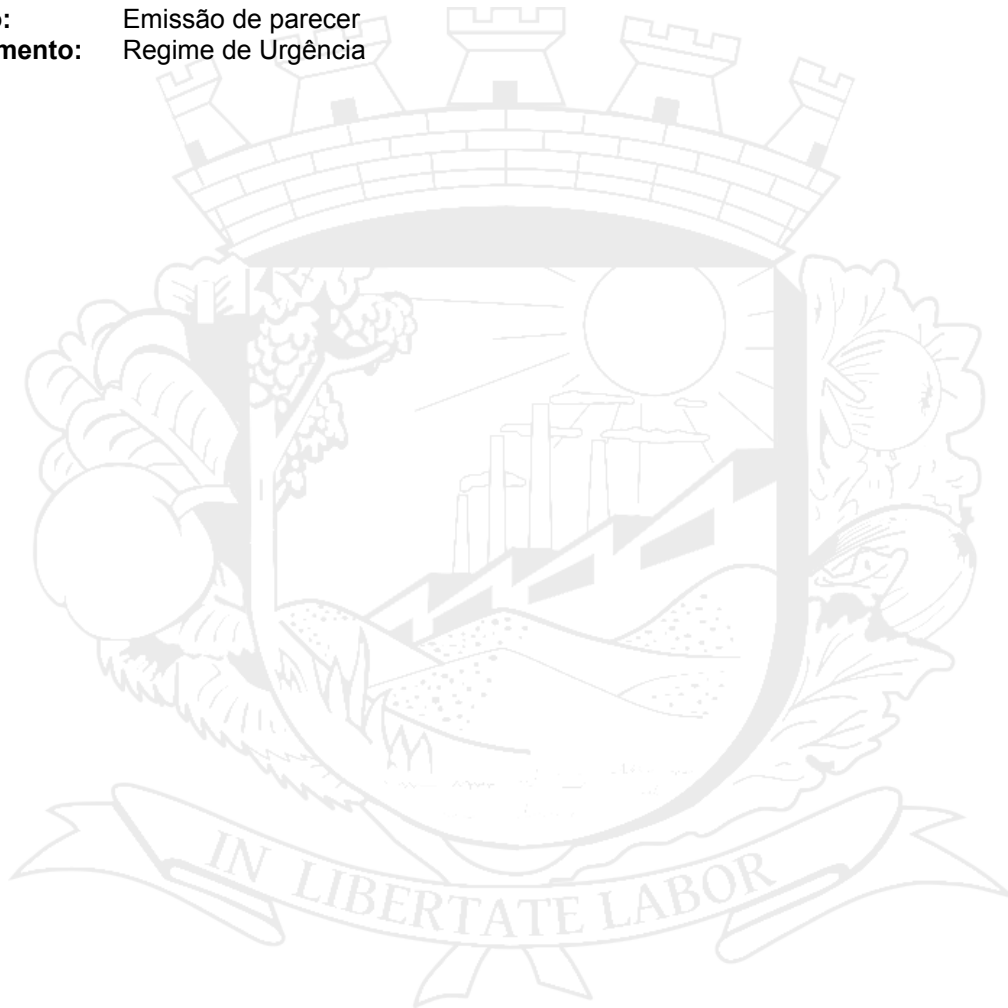 o: Emissão de parecer
mento: Regime de Urgência
IN LIBERTATE LABOR